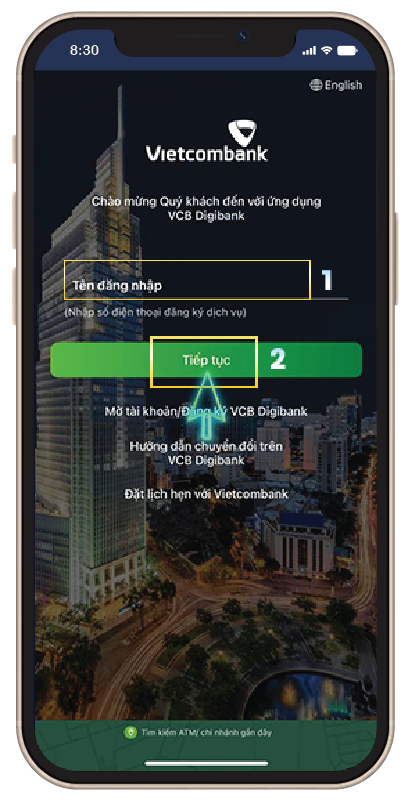 8:30
English
Vietcombank
Chào mừng Quý khách đến với ứng dụng
VCB Digibank
Tên đăng nhập 1
(Nhập số điện thoại đăng ký dịch vụ)
Tiếp tục 2
Mở tài khoản/Đăng ký VCB Digibank
Hướng dẫn chuyển đổi trên
VCB Digibank
Đặt lịch hẹn với Vietcombank
Tìm kiếm ATM/ chi nhánh gần đây